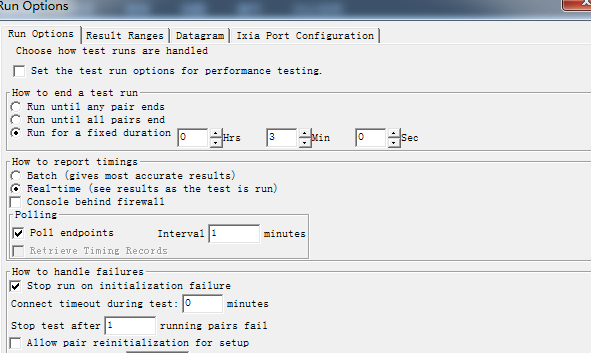 Run Options
Run Options Result Ranges Datagram Ixia Port Configuration
Choose how test runs are handled
Set the test run options for performance testing.
How to end a test run
Run until any pair ends
Run until all pairs end
Run for a fixed duration 0 Hrs 3 Min 0 Sec
How to report timings
Batch (gives most accurate results)
Real-time (see results as the test is run)
Console behind firewall
Polling
Poll endpoints Interval 1 minutes
Retrieve Timing Records
How to handle failures
Stop run on initialization failure
Connect timeout during test: 0 minutes
Stop test after 1 running pairs fail
Allow pair reinitialization for setup